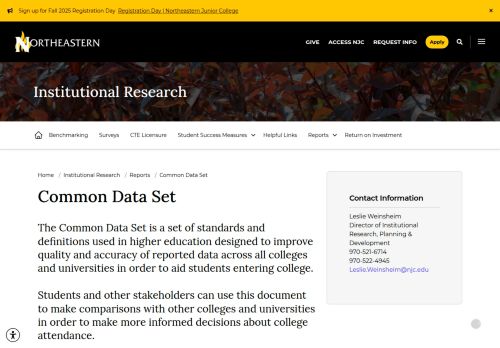 Sign up for Fall 2025 Registration Day Registration Day | Northeastern Junior College ×
NORTHEASTERN
GIVE ACCESS NJC REQUEST INFO Apply
Institutional Research
Benchmarking Surveys CTE Licensure Student Success Measures Helpful Links Reports Return on Investment
Home / Institutional Research / Reports / Common Data Set
Common Data Set
The Common Data Set is a set of standards and
definitions used in higher education designed to improve
quality and accuracy of reported data across all colleges
and universities in order to aid students entering college.
Students and other stakeholders can use this document
to make comparisons with other colleges and universities
in order to make more informed decisions about college
attendance.
Contact Information
Leslie Weinsheim
Director of Institutional
Research, Planning &
Development
970-521-6714
970-522-4945
Leslie.Weinsheim@njc.edu